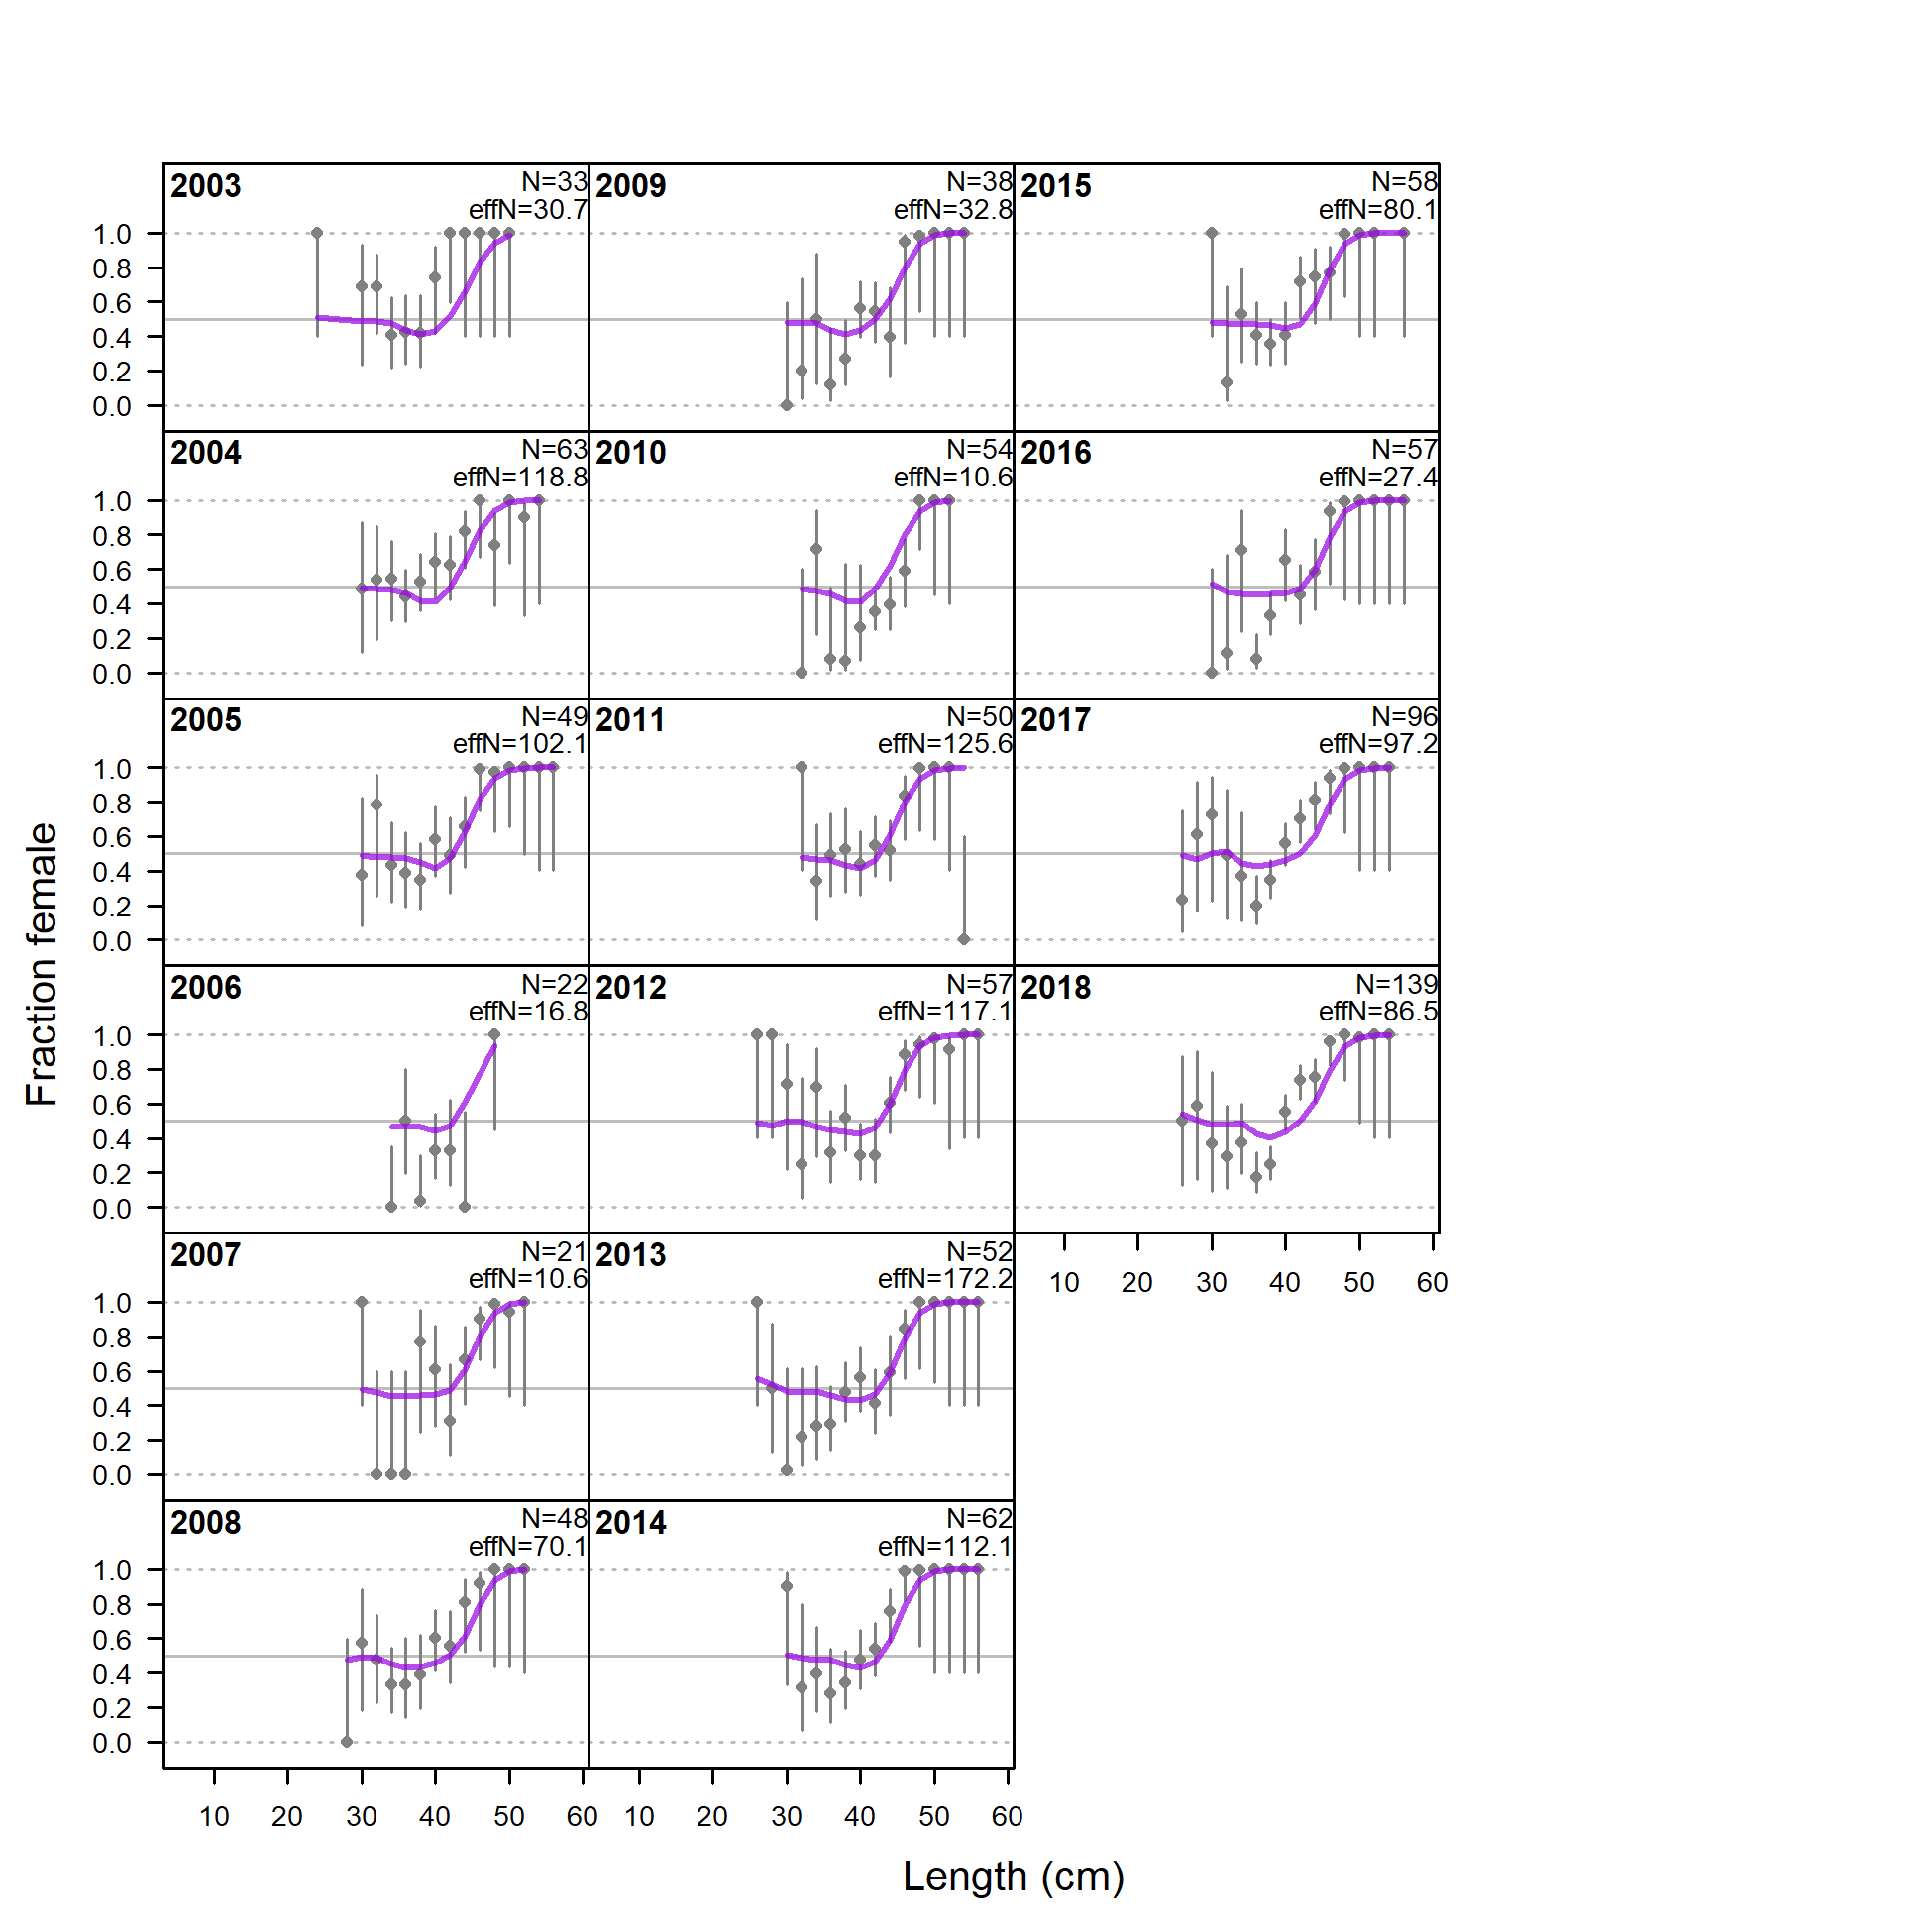 2003
N=33
effN=30.7
2009
N=38
effN=32.8
2015
N=58
effN=80.1
1.0
0.8
0.6
0.4
0.2
0.0
2004
N=63
effN=118.8
2010
N=54
effN=10.6
2016
N=57
effN=27.4
1.0
0.8
0.6
0.4
0.2
0.0
2005
N=49
effN=102.1
2011
N=50
effN=125.6
2017
N=96
effN=97.2
1.0
0.8
0.6
0.4
0.2
0.0
2006
N=22
effN=16.8
2012
N=57
effN=117.1
2018
N=139
effN=86.5
1.0
0.8
0.6
0.4
0.2
0.0
10 20 30 40 50 60
2007
N=21
effN=10.6
2013
N=52
effN=172.2
1.0
0.8
0.6
0.4
0.2
0.0
2008
N=48
effN=70.1
2014
N=62
effN=112.1
1.0
0.8
0.6
0.4
0.2
0.0
10 20 30 40 50 60 10 20 30 40 50 60
Length (cm)
Fraction female